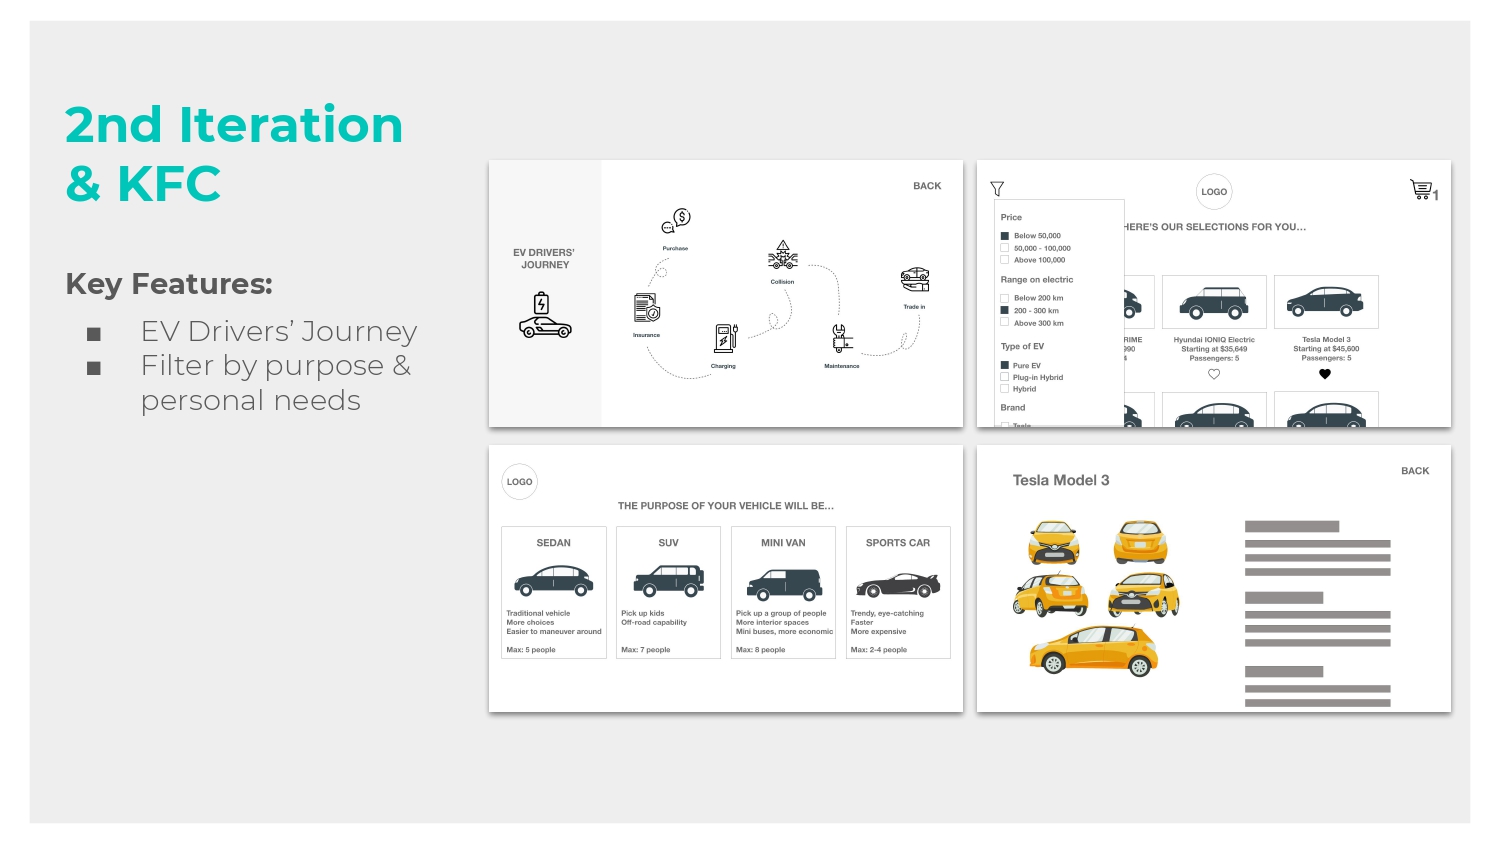 2nd Iteration
& KFC
Key Features:
■ EV Drivers’ Journey
■ Filter by purpose &
personal needs
BACK
EV DRIVERS’
JOURNEY
Purchase
Insurance
Charging
Collision
Maintenance
Trade in
LOGO
1
HERE’S OUR SELECTIONS FOR YOU...
Price
Below 50,000
50,000 - 100,000
Above 100,000
Range on electric
Below 200 km
200 - 300 km
Above 300 km
Type of EV
Pure EV
Plug-in Hybrid
Hybrid
Brand
RIME
990
Hyundai IONIQ Electric
Starting at $35,649
Passengers: 5
Tesla Model 3
Starting at $45,600
Passengers: 5
LOGO
THE PURPOSE OF YOUR VEHICLE WILL BE...
SEDAN
Traditional vehicle
More choices
Easier to maneuver around
Max: 5 people
SUV
Pick up kids
Off-road capability
Max: 7 people
MINI VAN
Pick up a group of people
More interior spaces
Mini buses, more economic
Max: 8 people
SPORTS CAR
Trendy, eye-catching
Faster
More expensive
Max: 2-4 people
Tesla Model 3
BACK